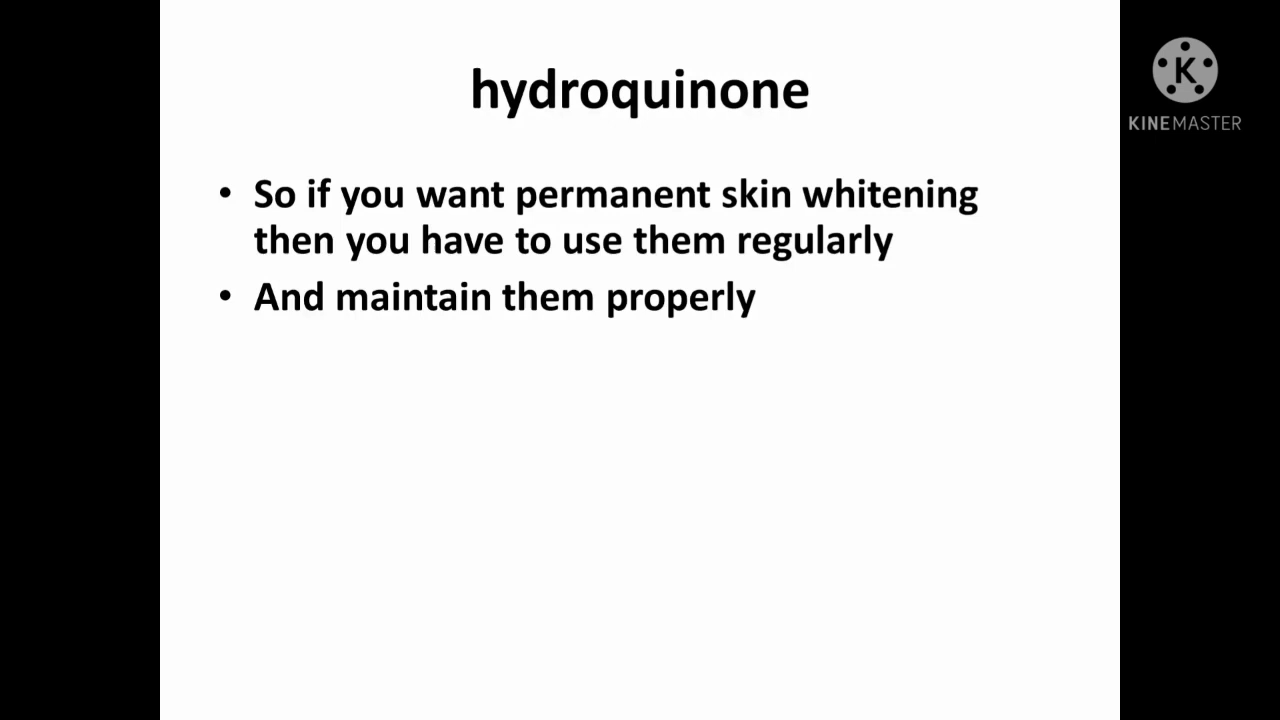 hydroquinone
K
KINEMASTER
• So if you want permanent skin whitening
then you have to use them regularly
• And maintain them properly